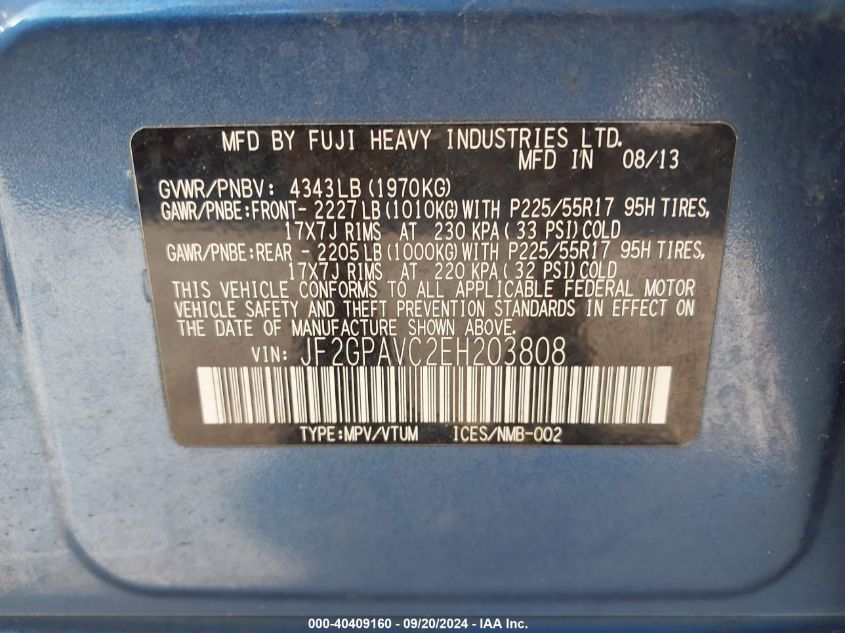 MFD BY FUJI HEAVY INDUSTRIES LTD.
MFD IN 08/13
GVWR/PNBV: 4343LB (1970KG)
GAWR/PNBE:FRONT- 2227 LB (1010KG) WITH P225/55R17 95H TIRES,
17X7J RIMS AT 230 KPA ( 33 PSI) COLD
GAWR/PNBE:REAR - 2205 LB (1000KG) WITH P225/55R17 95H TIRES,
17X7J RIMS AT 220 KPA ( 32 PSI) COLD
THIS VEHICLE CONFORMS TO ALL APPLICABLE FEDERAL MOTOR
VEHICLE SAFETY AND THEFT PREVENTION STANDARDS IN EFFECT ON
THE DATE OF MANUFACTURE SHOWN ABOVE.
VIN: JF2GPAVC2EH203808
TYPE:MPV/VTUM ICES/NMB-002
000-40409160 - 09/20/2024 - IAA Inc.